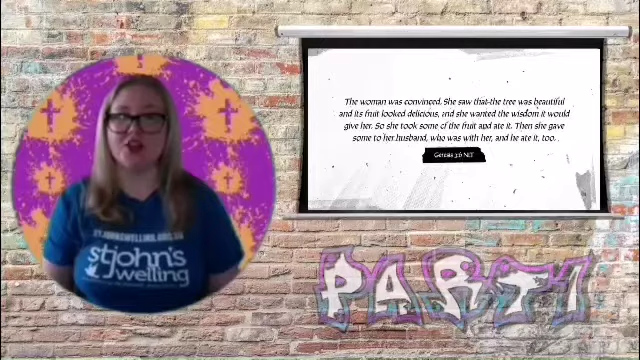 The woman was convinced. She saw that the tree was beautiful
and its fruit looked delicious, and she wanted the wisdom it would
give her. So she took some of the fruit and ate it. Then she gave
some to her husband, who was with her, and he ate it, too.
Genesis 3:6 NLT
STJOHNSWELLING.ORG.UK
stjohn's
welling
PART 1